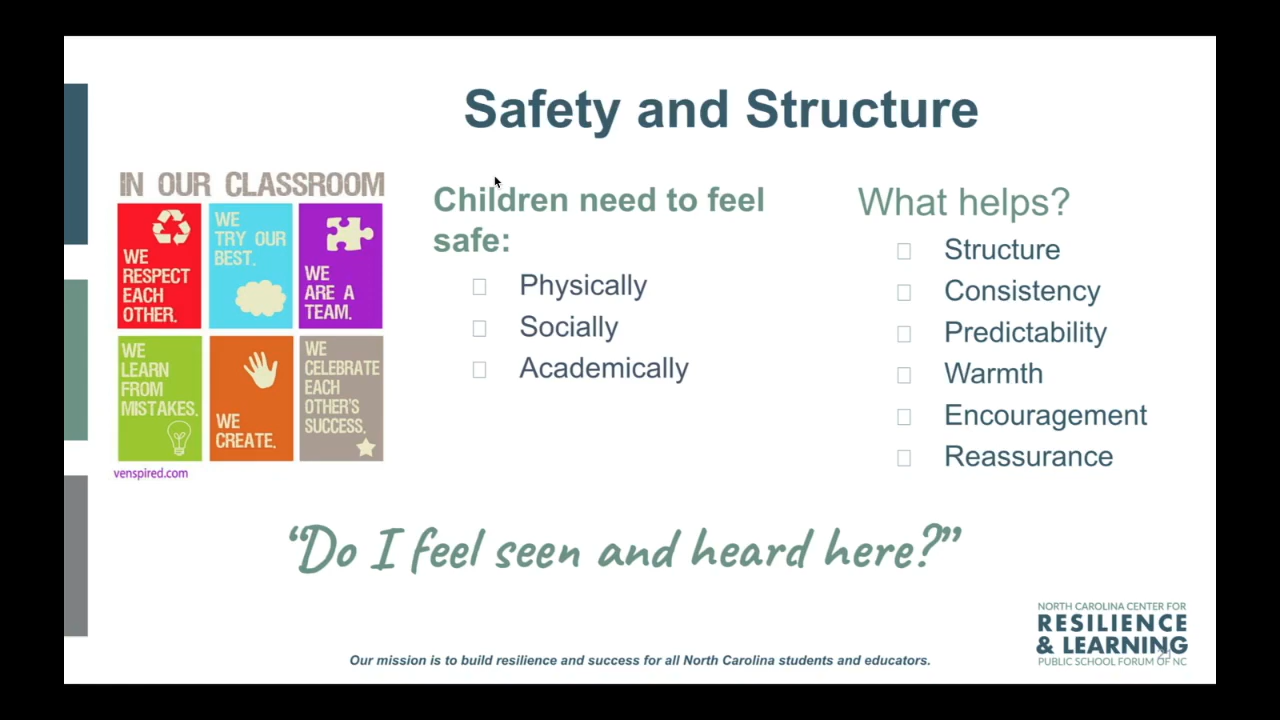 Safety and Structure
IN OUR CLASSROOM
WE
RESPECT
EACH
OTHER.
WE
TRY OUR
BEST.
WE
ARE A
TEAM.
WE
LEARN
FROM
MISTAKES.
WE
CREATE.
WE
CELEBRATE
EACH
OTHER'S
SUCCESS.
venspired.com
Children need to feel
safe:
Physically
Socially
Academically
What helps?
Structure
Consistency
Predictability
Warmth
Encouragement
Reassurance
“Do I feel seen and heard here?”
NORTH CAROLINA CENTER FOR
RESILIENCE
& LEARNING
PUBLIC SCHOOL FORUM OF NC
Our mission is to build resilience and success for all North Carolina students and educators.